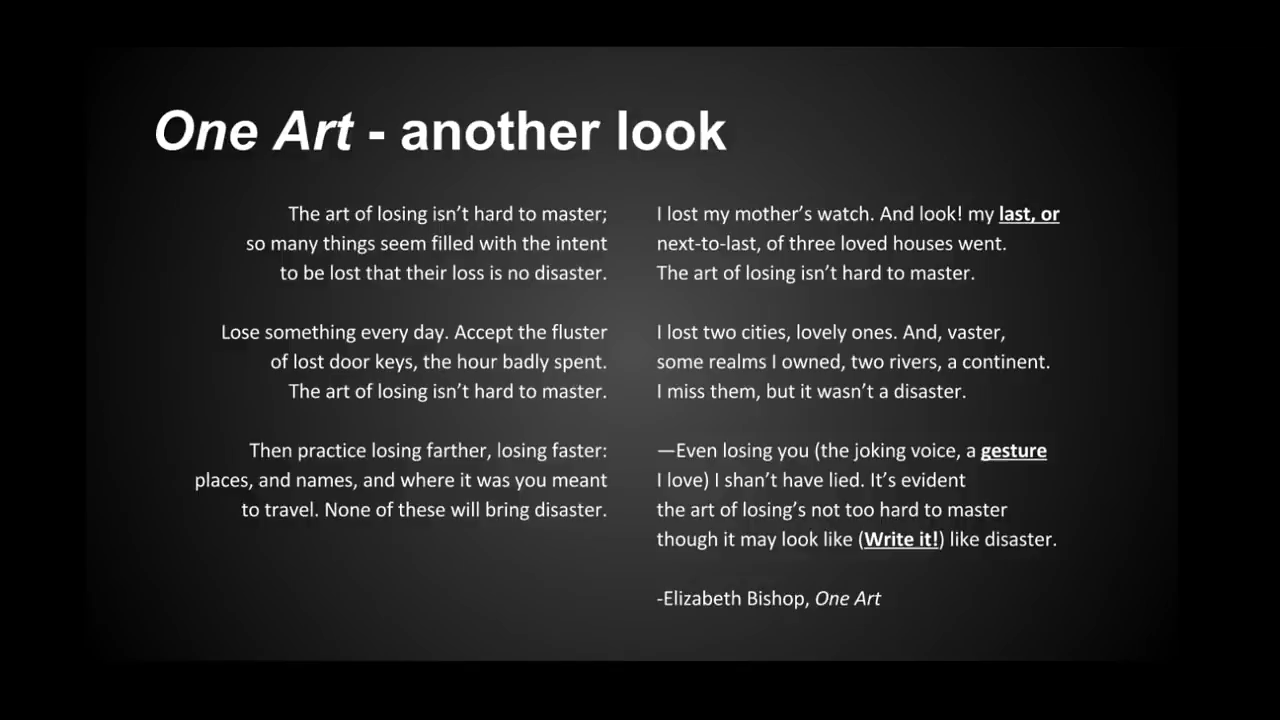 One Art - another look
The art of losing isn’t hard to master;
so many things seem filled with the intent
to be lost that their loss is no disaster.
Lose something every day. Accept the fluster
of lost door keys, the hour badly spent.
The art of losing isn’t hard to master.
Then practice losing farther, losing faster:
places, and names, and where it was you meant
to travel. None of these will bring disaster.
I lost my mother’s watch. And look! my last, or
next-to-last, of three loved houses went.
The art of losing isn’t hard to master.
I lost two cities, lovely ones. And, vaster,
some realms I owned, two rivers, a continent.
I miss them, but it wasn’t a disaster.
—Even losing you (the joking voice, a gesture
I love) I shan’t have lied. It’s evident
the art of losing’s not too hard to master
though it may look like (Write it!) like disaster.
-Elizabeth Bishop, One Art